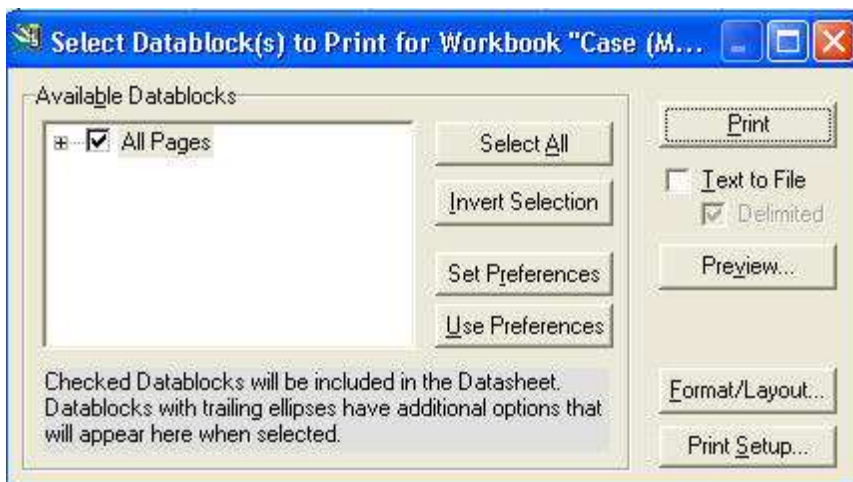 Select Datablock(s) to Print for Workbook "Case (M...
Available Datablocks
All Pages
Select All
Invert Selection
Set Preferences
Use Preferences
Checked Datablocks will be included in the Datasheet.
Datablocks with trailing ellipses have additional options that
will appear here when selected.
Print
Text to File
Delimited
Preview...
Format/Layout...
Print Setup...